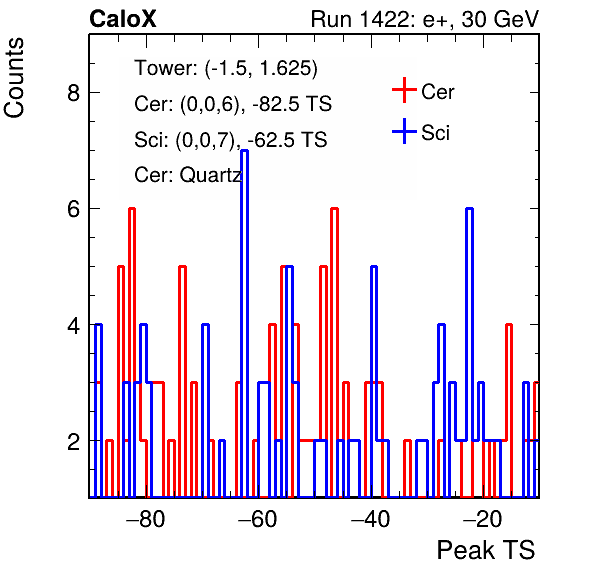 CaloX Run 1422: e+, 30 GeV
Counts
Tower: (-1.5, 1.625)
Cer: (0,0,6), -82.5 TS
Sci: (0,0,7), -62.5 TS
Cer: Quartz
Cer
Sci
8
6
4
2
−80 −60 −40 −20
Peak TS